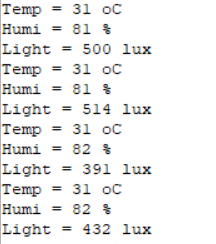 Temp = 31 oC
Humi = 81 %
Light = 500 lux
Temp = 31 oC
Humi = 81 %
Light = 514 lux
Temp = 31 oC
Humi = 82 %
Light = 391 lux
Temp = 31 oC
Humi = 82 %
Light = 432 lux